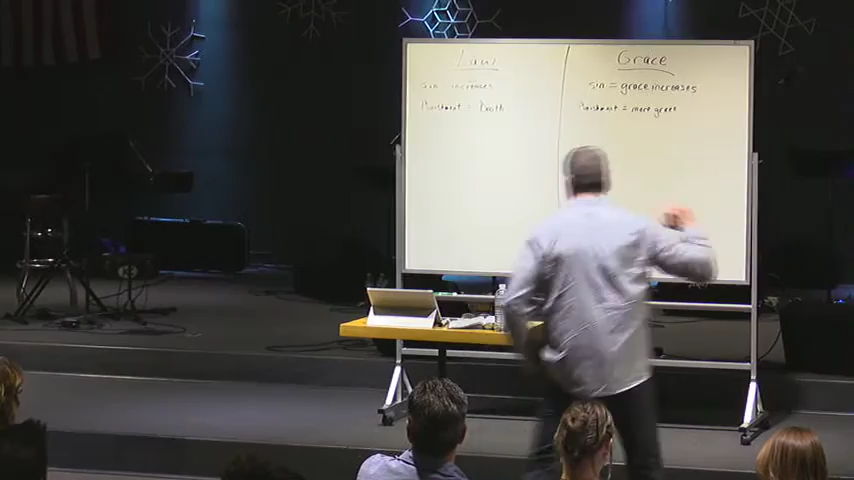 Law
Sin increases
Punishment = Death
Grace
sin = grace increases
Punishment = more grace